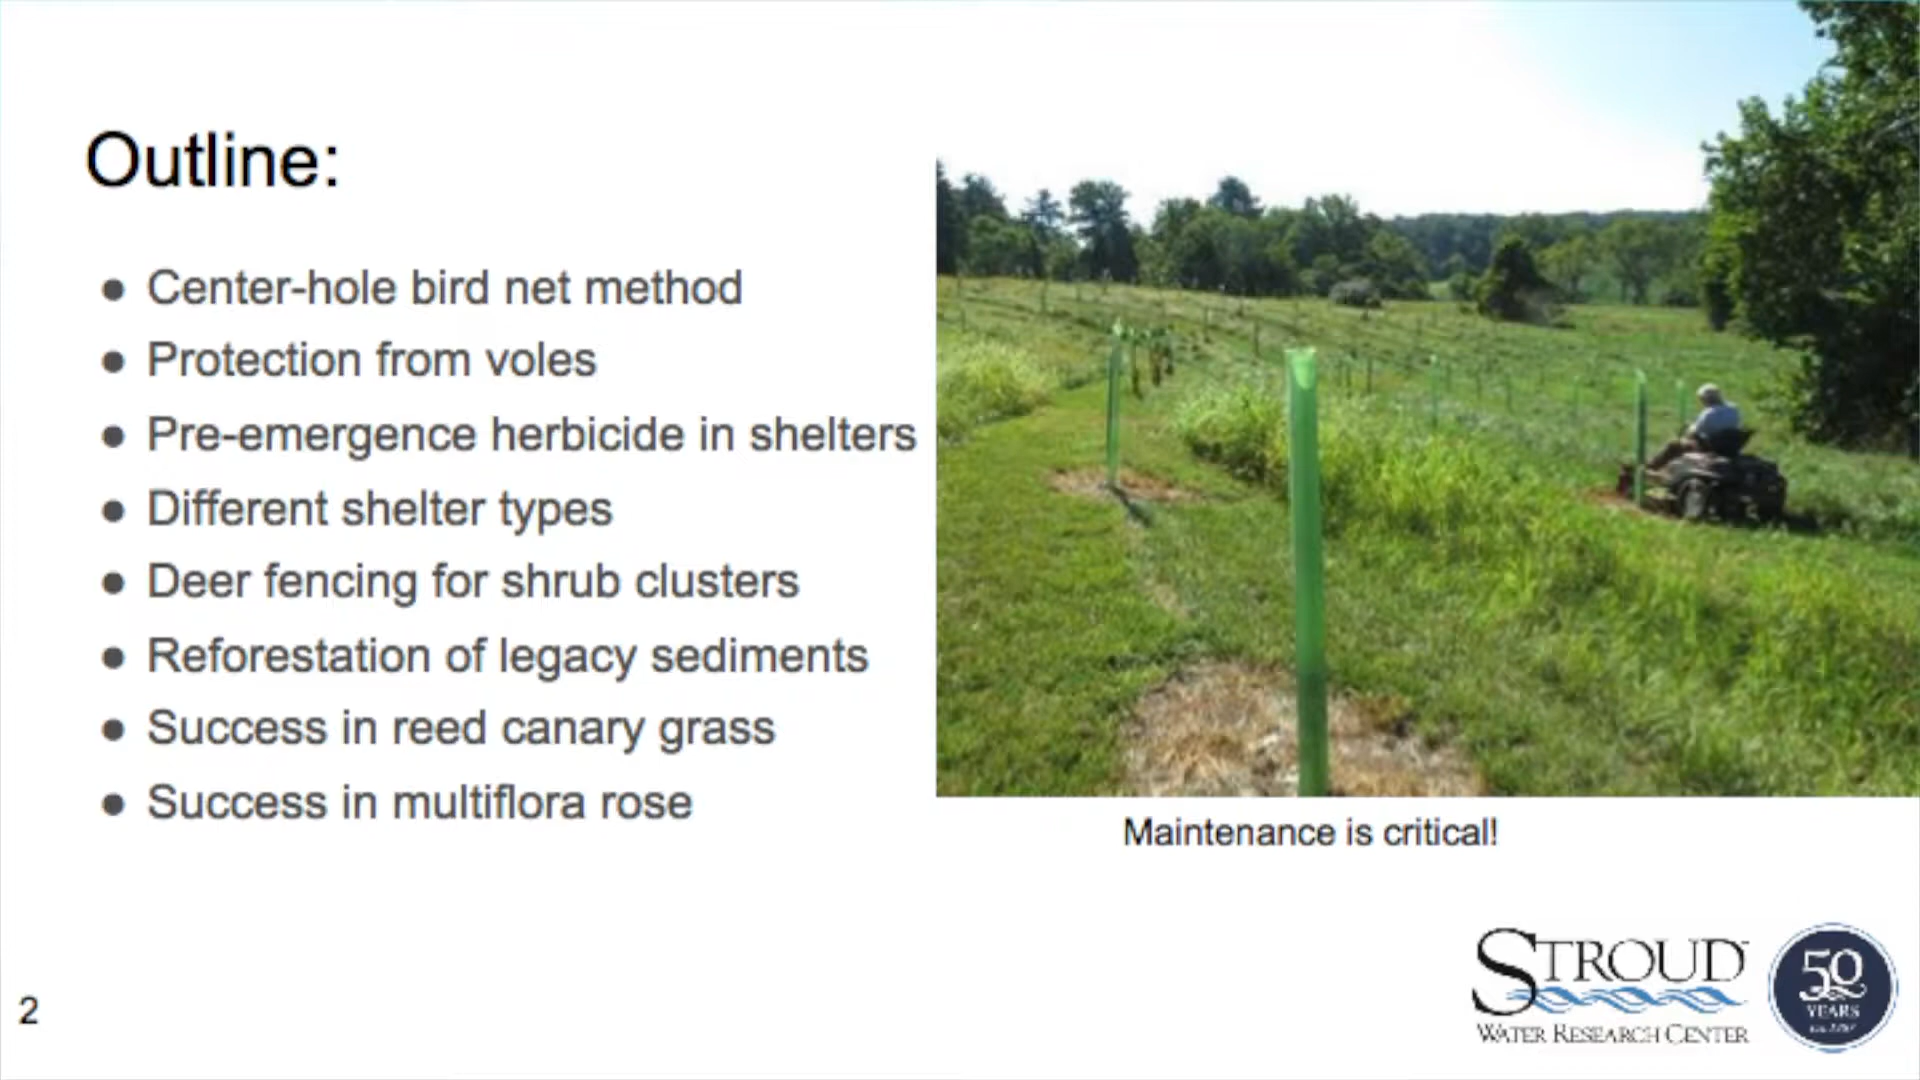 Outline:
● Center-hole bird net method
● Protection from voles
● Pre-emergence herbicide in shelters
● Different shelter types
● Deer fencing for shrub clusters
● Reforestation of legacy sediments
● Success in reed canary grass
● Success in multiflora rose
Maintenance is critical!
STROUD
WATER RESEARCH CENTER
50
YEARS
2